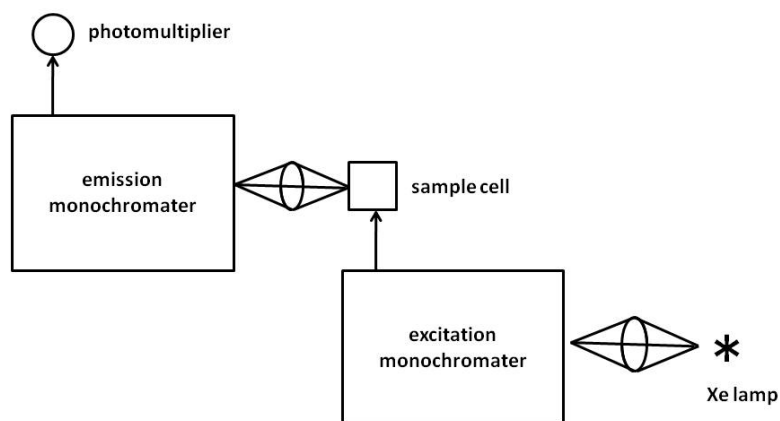 photomultiplier
emission
monochromater
sample cell
excitation
monochromater
*
Xe lamp